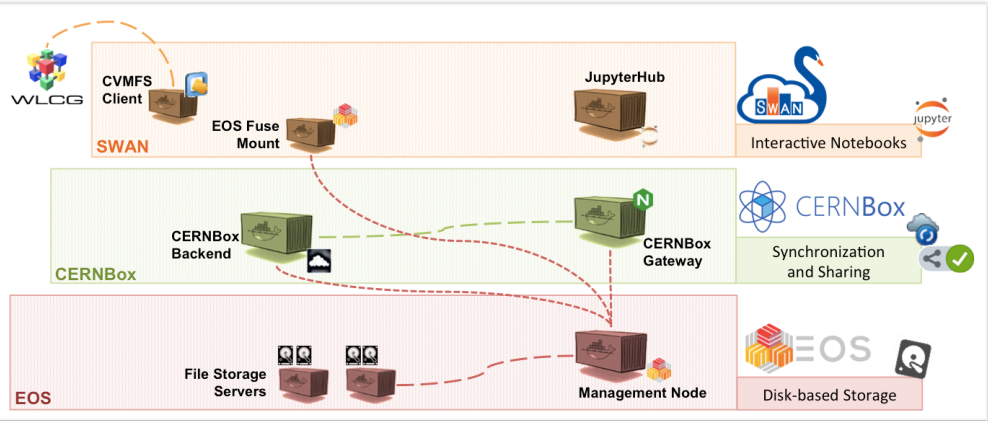 WLCG
CVMFS
Client
EOS Fuse
Mount
JupyterHub
SWAN
SWAN
Interactive Notebooks
jupyter
CERNBox
Backend
CERNBox
Gateway
N
CERNBox
CERNBox
Synchronization
and Sharing
File Storage
Servers
Management Node
EOS
EOS
Disk-based Storage